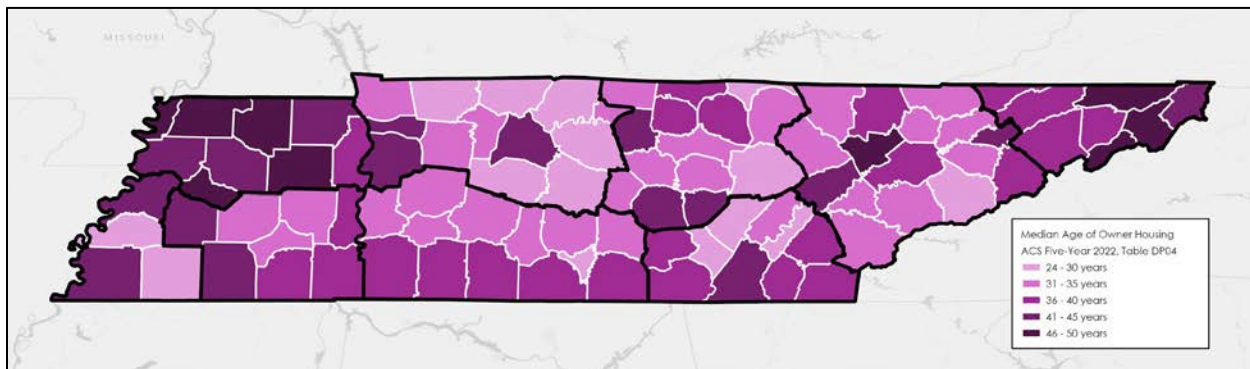 MISSOURI
Median Age of Owner Housing
ACS Five-Year 2022, Table DP04
24 - 30 years
31 - 35 years
36 - 40 years
41 - 45 years
46 - 50 years